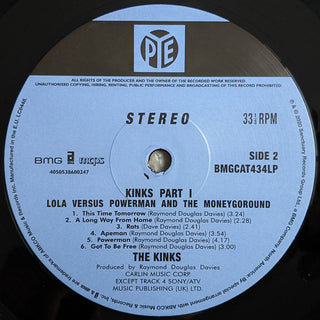 PYE
ALL RIGHTS OF THE PRODUCER AND THE OWNER OF THE RECORDED WORK RESERVED.
UNAUTHORISED COPYING, HIRING, RENTING, PUBLIC PERFORMANCE AND BROADCASTING OF THIS RECORD PROHIBITED.
STEREO
33⅓ RPM
BMG
mcps
4050538600247
SIDE 2
BMGCAT434LP
KINKS PART I
LOLA VERSUS POWERMAN AND THE MONEYGOROUND
1. This Time Tomorrow (Raymond Douglas Davies) (3.24)
2. A Long Way From Home (Raymond Douglas Davies) (2.28)
3. Rats (Dave Davies) (2.41)
4. Apeman (Raymond Douglas Davies) (3.54)
5. Powerman (Raymond Douglas Davies) (4.17)
6. Got To Be Free (Raymond Douglas Davies) (3.00)
THE KINKS
Produced by Raymond Douglas Davies
CARLIN MUSIC CORP.
EXCEPT TRACK 4 SONY/ATV
MUSIC PUBLISHING (UK) LTD.